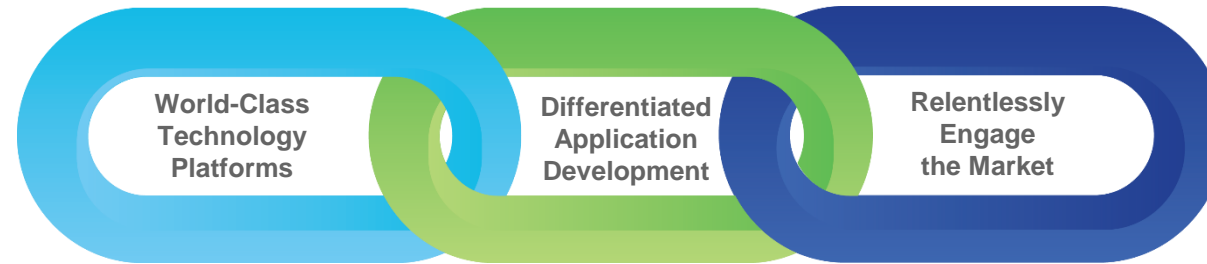 World-Class
Technology
Platforms
Differentiated
Application
Development
Relentlessly
Engage
the Market